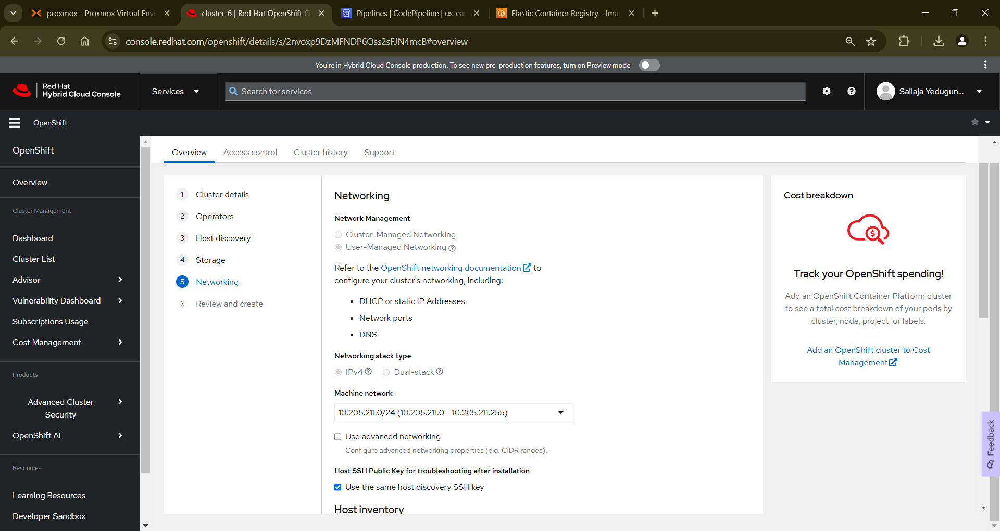 proxmox - Proxmox Virtual Envi
cluster-6 | Red Hat OpenShift C
Pipelines | CodePipeline | us-eas
Elastic Container Registry - Imag
console.redhat.com/openshift/details/s/2nvoxp9DzMFNDP6Qss2sFJN4mcB#overview
You're in Hybrid Cloud Console production. To see new pre-production features, turn on Preview mode
Red Hat
Hybrid Cloud Console
Services
Search for services
Sailaja Yedugun...
OpenShift
OpenShift
Overview
Cluster Management
Dashboard
Cluster List
Advisor
Vulnerability Dashboard
Subscriptions Usage
Cost Management
Products
Advanced Cluster
Security
OpenShift AI
Resources
Learning Resources
Developer Sandbox
Overview
Access control
Cluster history
Support
1 Cluster details
2 Operators
3 Host discovery
4 Storage
5 Networking
6 Review and create
Networking
Network Management
Cluster-Managed Networking
User-Managed Networking
Refer to the OpenShift networking documentation to
configure your cluster's networking, including:
• DHCP or static IP Addresses
• Network ports
• DNS
Networking stack type
IPv4 Dual-stack
Machine network
10.205.211.0/24 (10.205.211.0 - 10.205.211.255)
Use advanced networking
Configure advanced networking properties (e.g. CIDR ranges).
Host SSH Public Key for troubleshooting after installation
Use the same host discovery SSH key
Host inventory
Cost breakdown
Track your OpenShift spending!
Add an OpenShift Container Platform cluster
to see a total cost breakdown of your pods by
cluster, node, project, or labels.
Add an OpenShift cluster to Cost
Management
Feedback